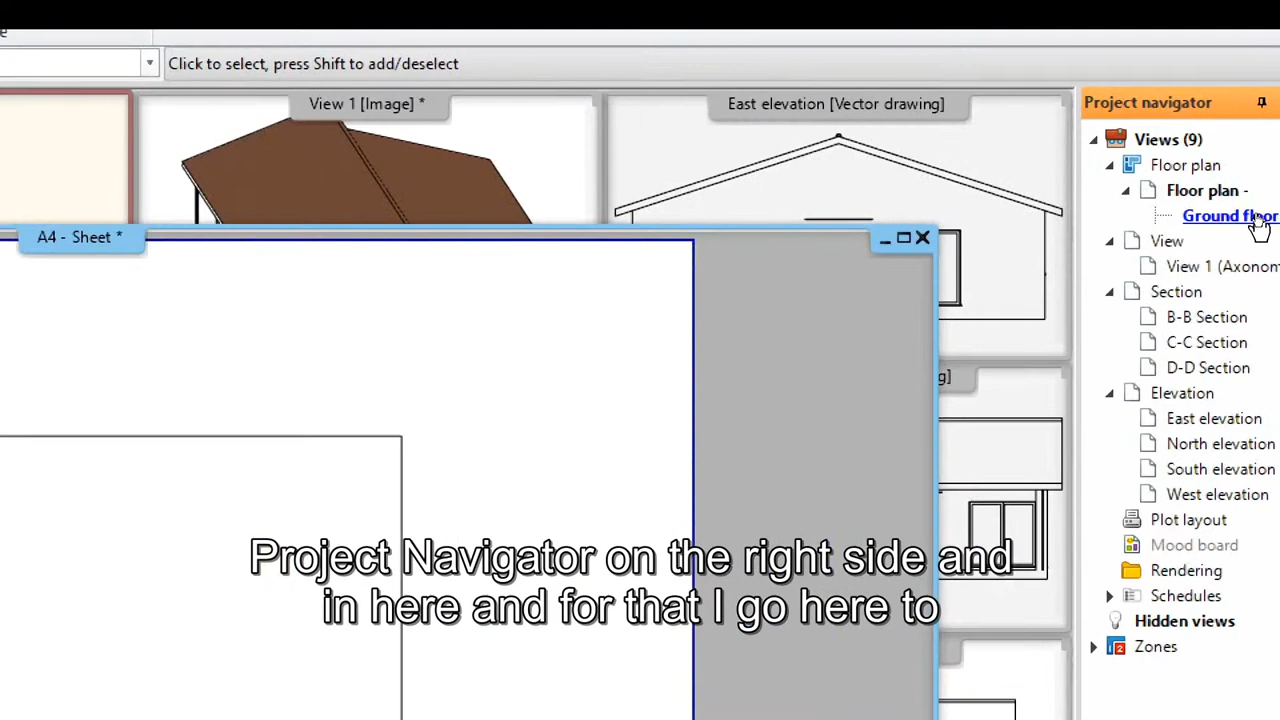 Click to select, press Shift to add/deselect
View 1 [Image] *
East elevation [Vector drawing]
Project navigator
Views (9)
Floor plan
Floor plan -
Ground floor
A4 - Sheet *
View
View 1 (Axonom
Section
B-B Section
C-C Section
D-D Section
g]
Elevation
East elevation
North elevation
South elevation
West elevation
Plot layout
Mood board
Rendering
Schedules
Hidden views
Zones
Project Navigator on the right side and
in here and for that I go here to